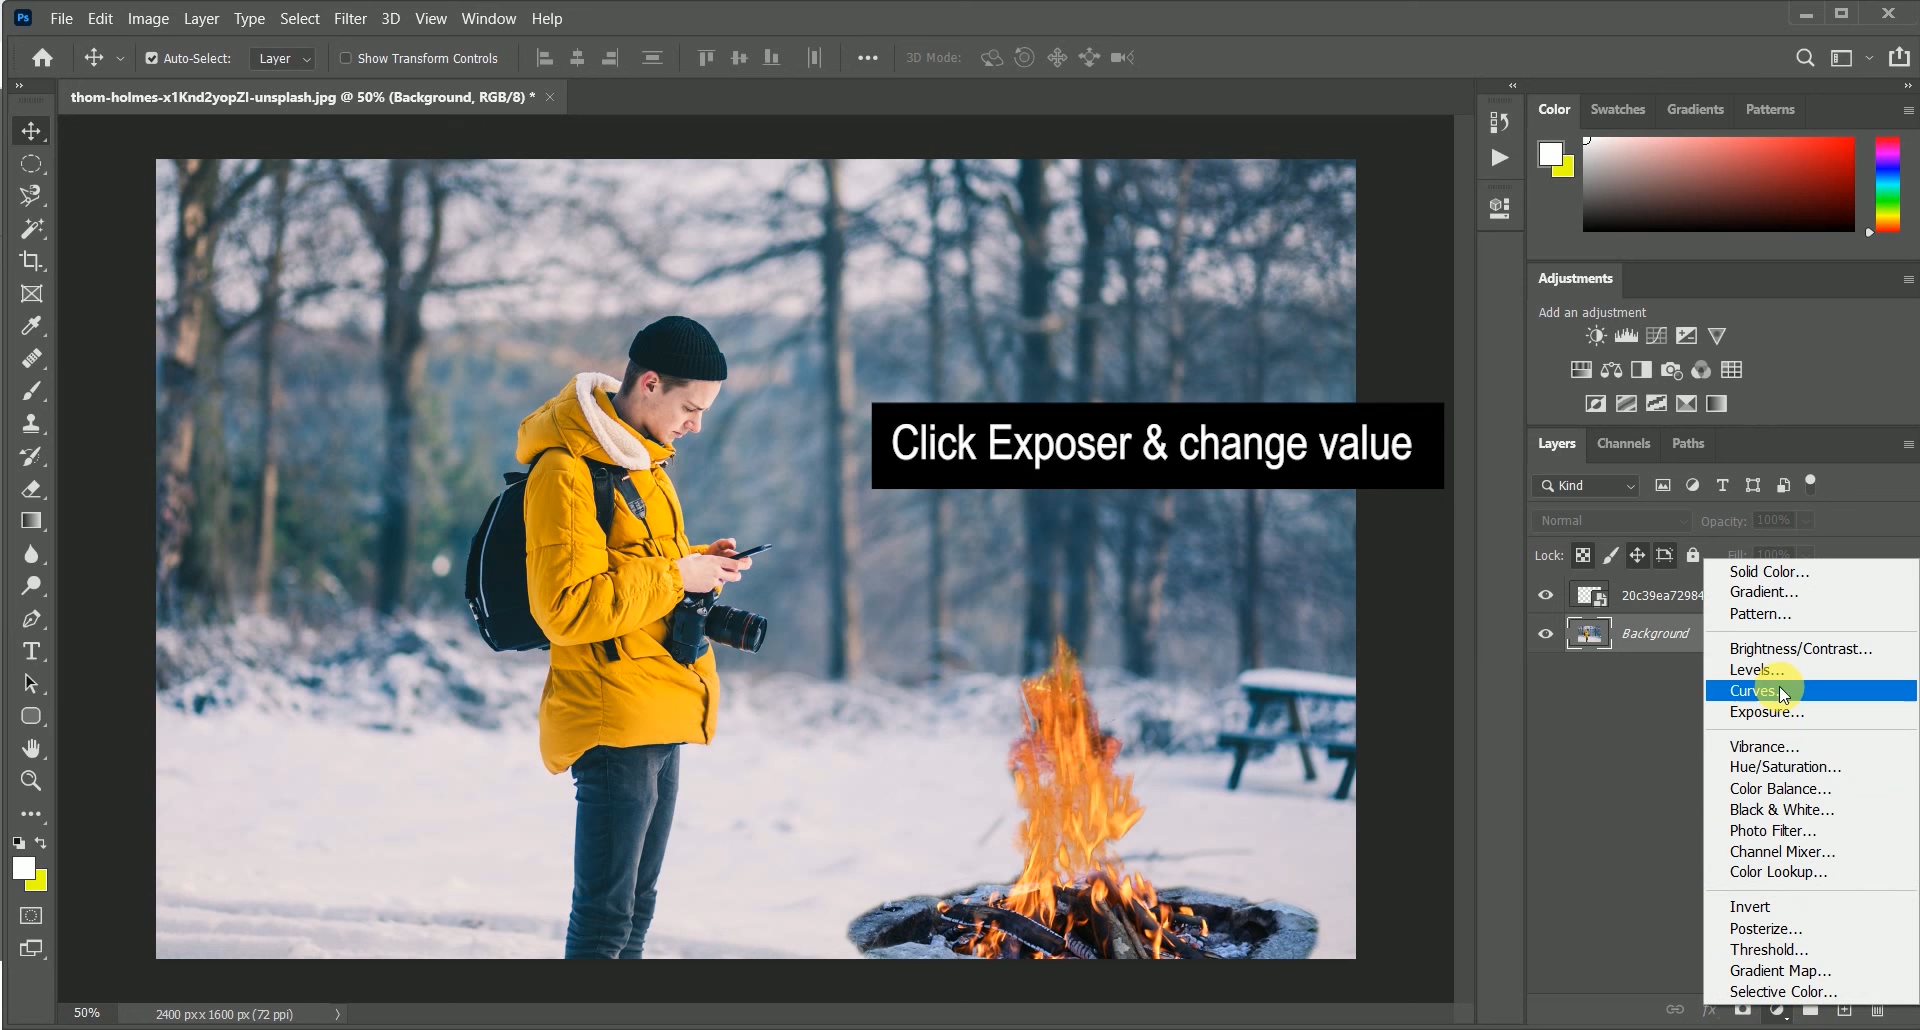 Ps File Edit Image Layer Type Select Filter 3D View Window Help
Auto-Select: Layer Show Transform Controls 3D Mode:
thom-holmes-x1Knd2yopZI-unsplash.jpg @ 50% (Background, RGB/8) *
Color Swatches Gradients Patterns
Adjustments
Add an adjustment
Click Exposer & change value
Layers Channels Paths
Kind
Normal Opacity: 100%
Lock: Fill: 100%
20c39ea72984
Background
Solid Color...
Gradient...
Pattern...
Brightness/Contrast...
Levels...
Curves...
Exposure...
Vibrance...
Hue/Saturation...
Color Balance...
Black & White...
Photo Filter...
Channel Mixer...
Color Lookup...
Invert
Posterize...
Threshold...
Gradient Map...
Selective Color...
50% 2400 px x 1600 px (72 ppi)